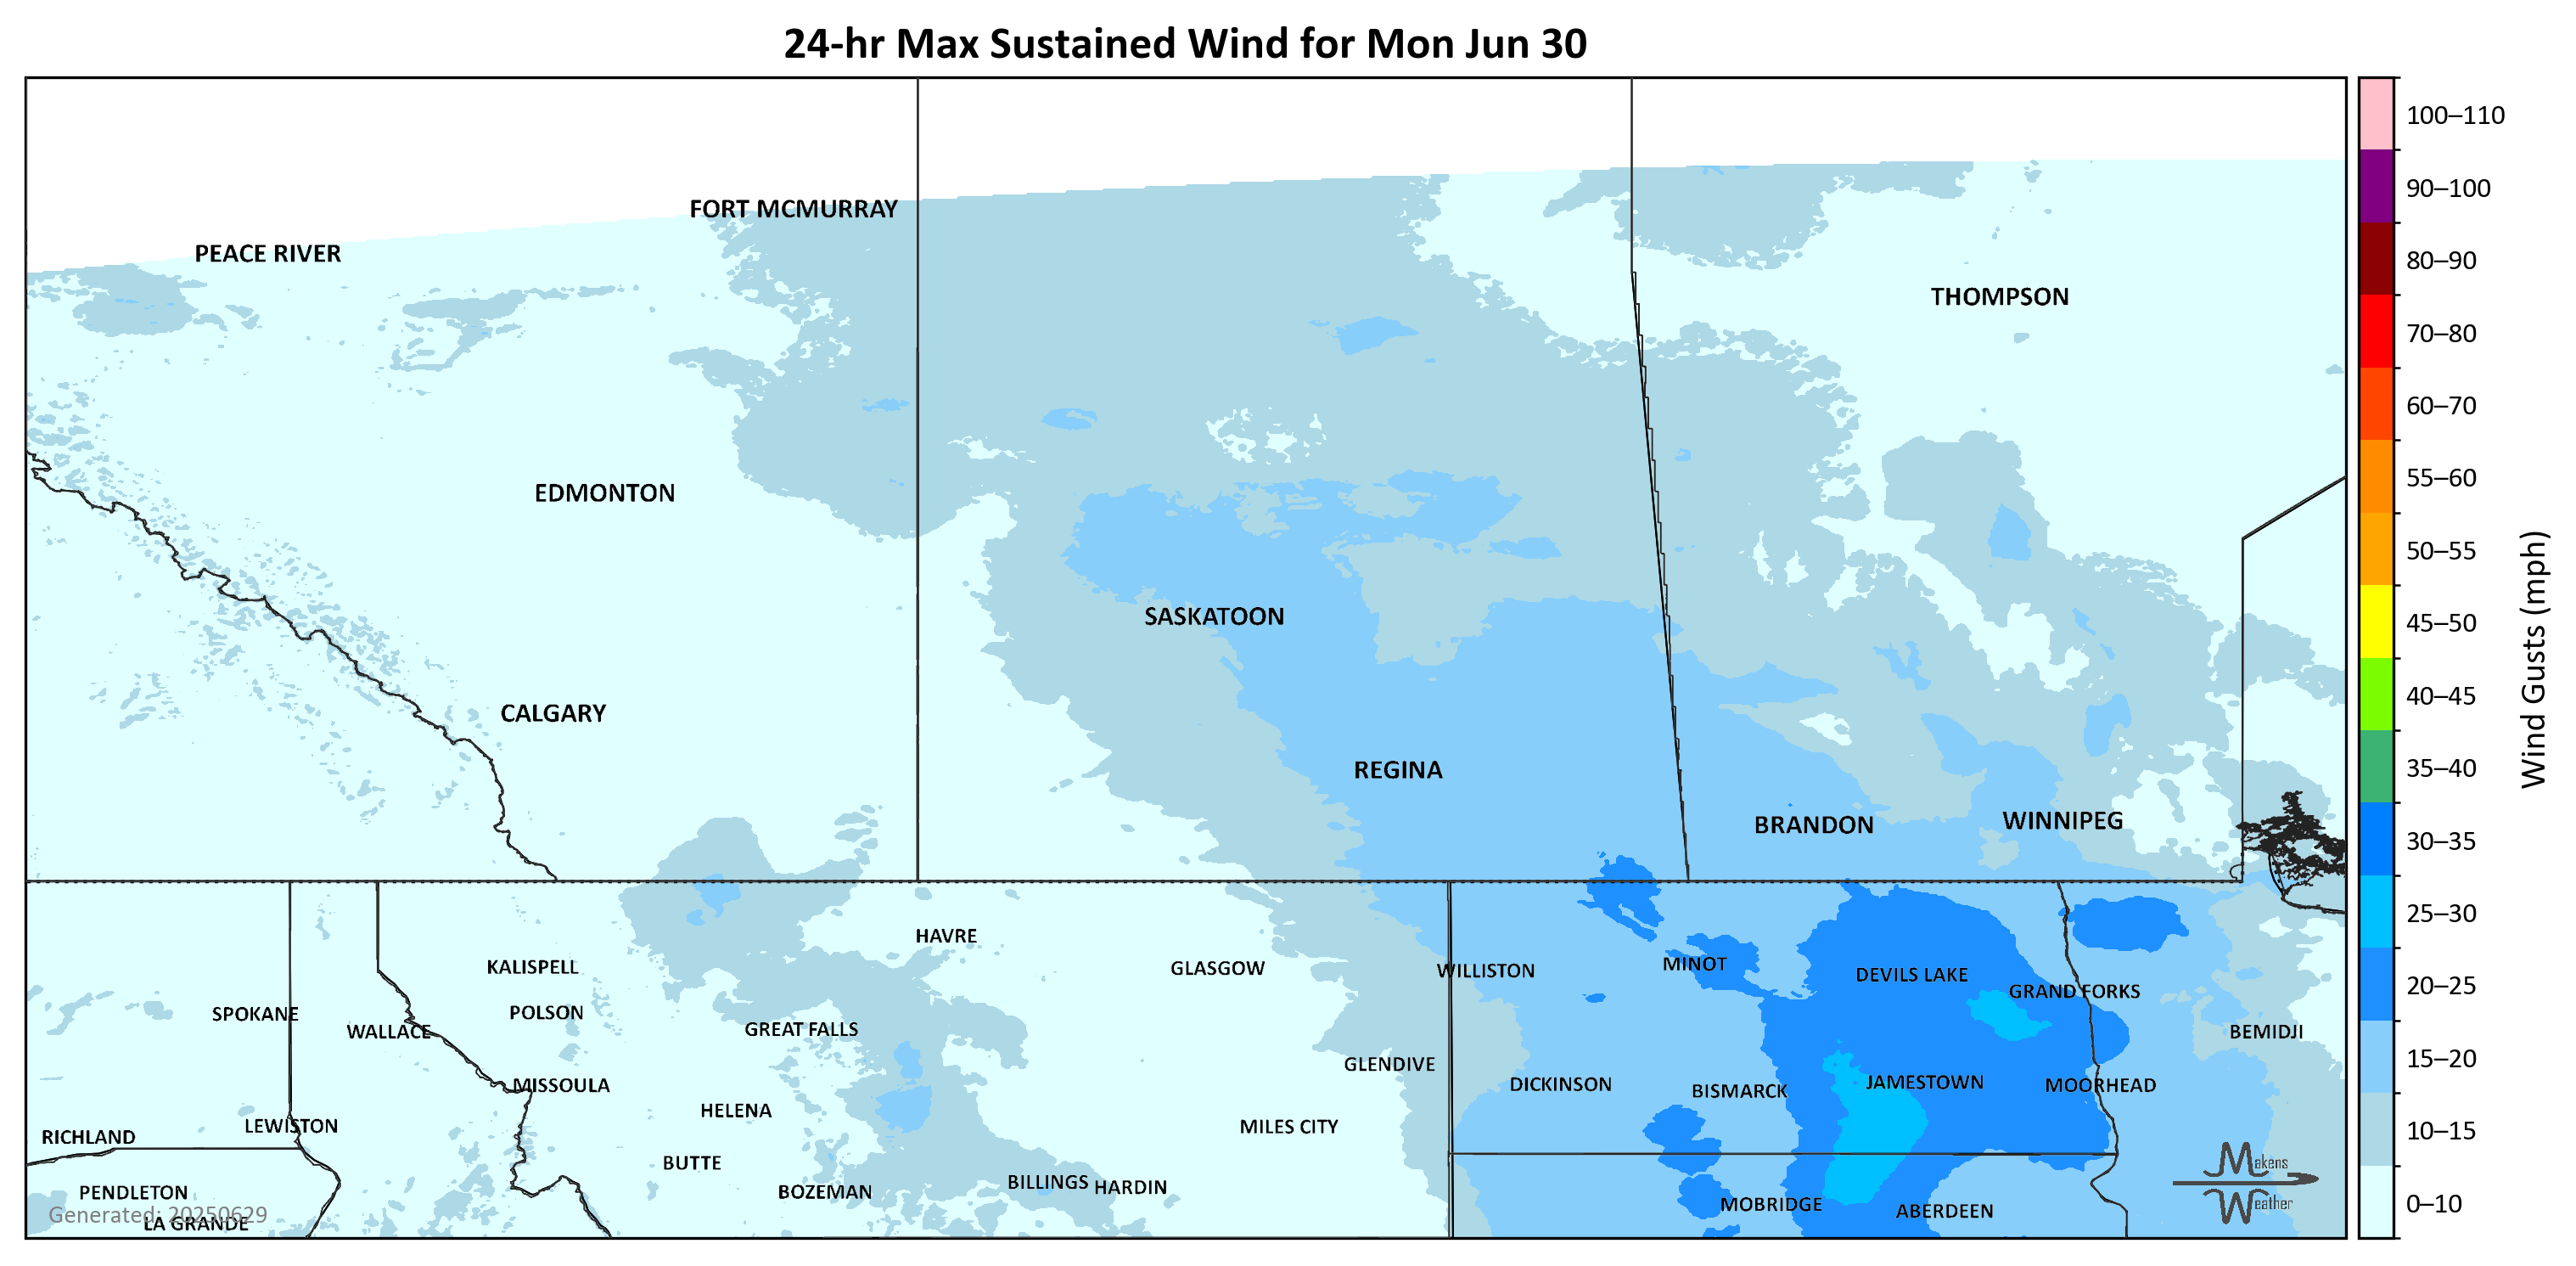 24-hr Max Sustained Wind for Mon Jun 30
FORT MCMURRAY
PEACE RIVER
THOMPSON
EDMONTON
SASKATOON
CALGARY
REGINA
BRANDON
WINNIPEG
HAVRE
KALISPELL
GLASGOW
WILLISTON
MINOT
DEVILS LAKE
GRAND FORKS
SPOKANE
POLSON
WALLACE
GREAT FALLS
BEMIDJI
GLENDIVE
MISSOULA
DICKINSON
BISMARCK
JAMESTOWN
MOORHEAD
HELENA
LEWISTON
MILES CITY
RICHLAND
BUTTE
PENDLETON
BOZEMAN
BILLINGS
HARDIN
MOBRIDGE
ABERDEEN
Generated: 20250629
LA GRANDE
Makens
Weather
100–110
90–100
80–90
70–80
60–70
55–60
50–55
45–50
40–45
35–40
30–35
25–30
20–25
15–20
10–15
0–10
Wind Gusts (mph)